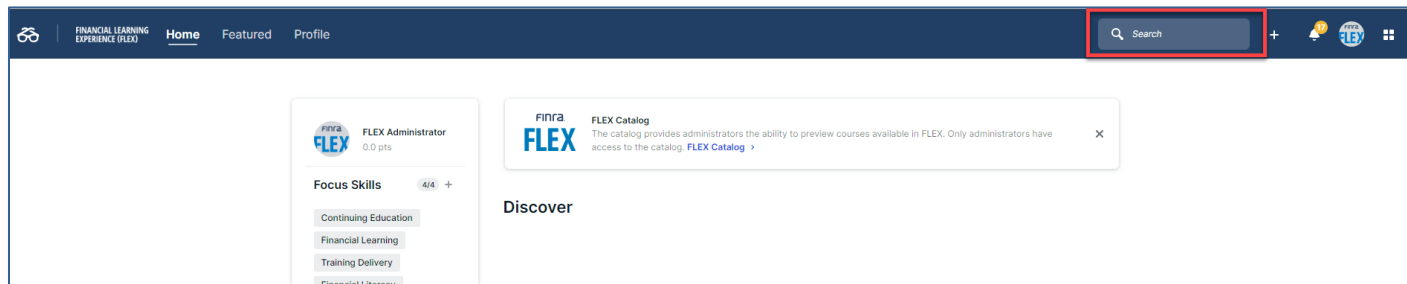 FINANCIAL LEARNING
EXPERIENCE (FLEX)
Home Featured Profile
Search
17
Finra
FLEX
Finra
FLEX
FLEX Administrator
0.0 pts
Focus Skills 4/4 +
Continuing Education
Financial Learning
Training Delivery
Financial Literacy
Finra
FLEX
FLEX Catalog
The catalog provides administrators the ability to preview courses available in FLEX. Only administrators have
access to the catalog. FLEX Catalog >
Discover